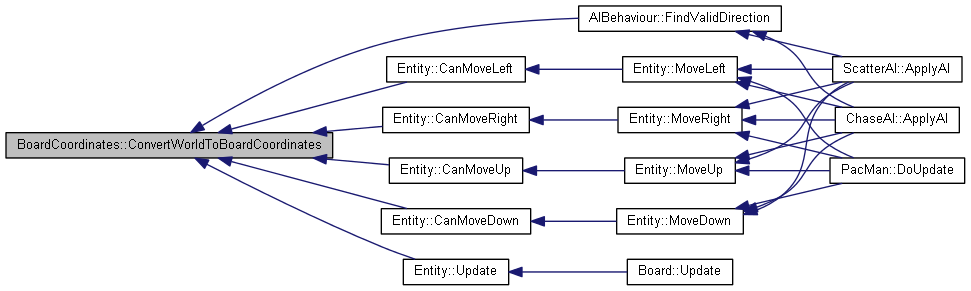 AIBehaviour::FindValidDirection
Entity::CanMoveLeft
Entity::MoveLeft
ScatterAI::ApplyAI
Entity::CanMoveRight
Entity::MoveRight
ChaseAI::ApplyAI
BoardCoordinates::ConvertWorldToBoardCoordinates
Entity::CanMoveUp
Entity::MoveUp
PacMan::DoUpdate
Entity::CanMoveDown
Entity::MoveDown
Entity::Update
Board::Update